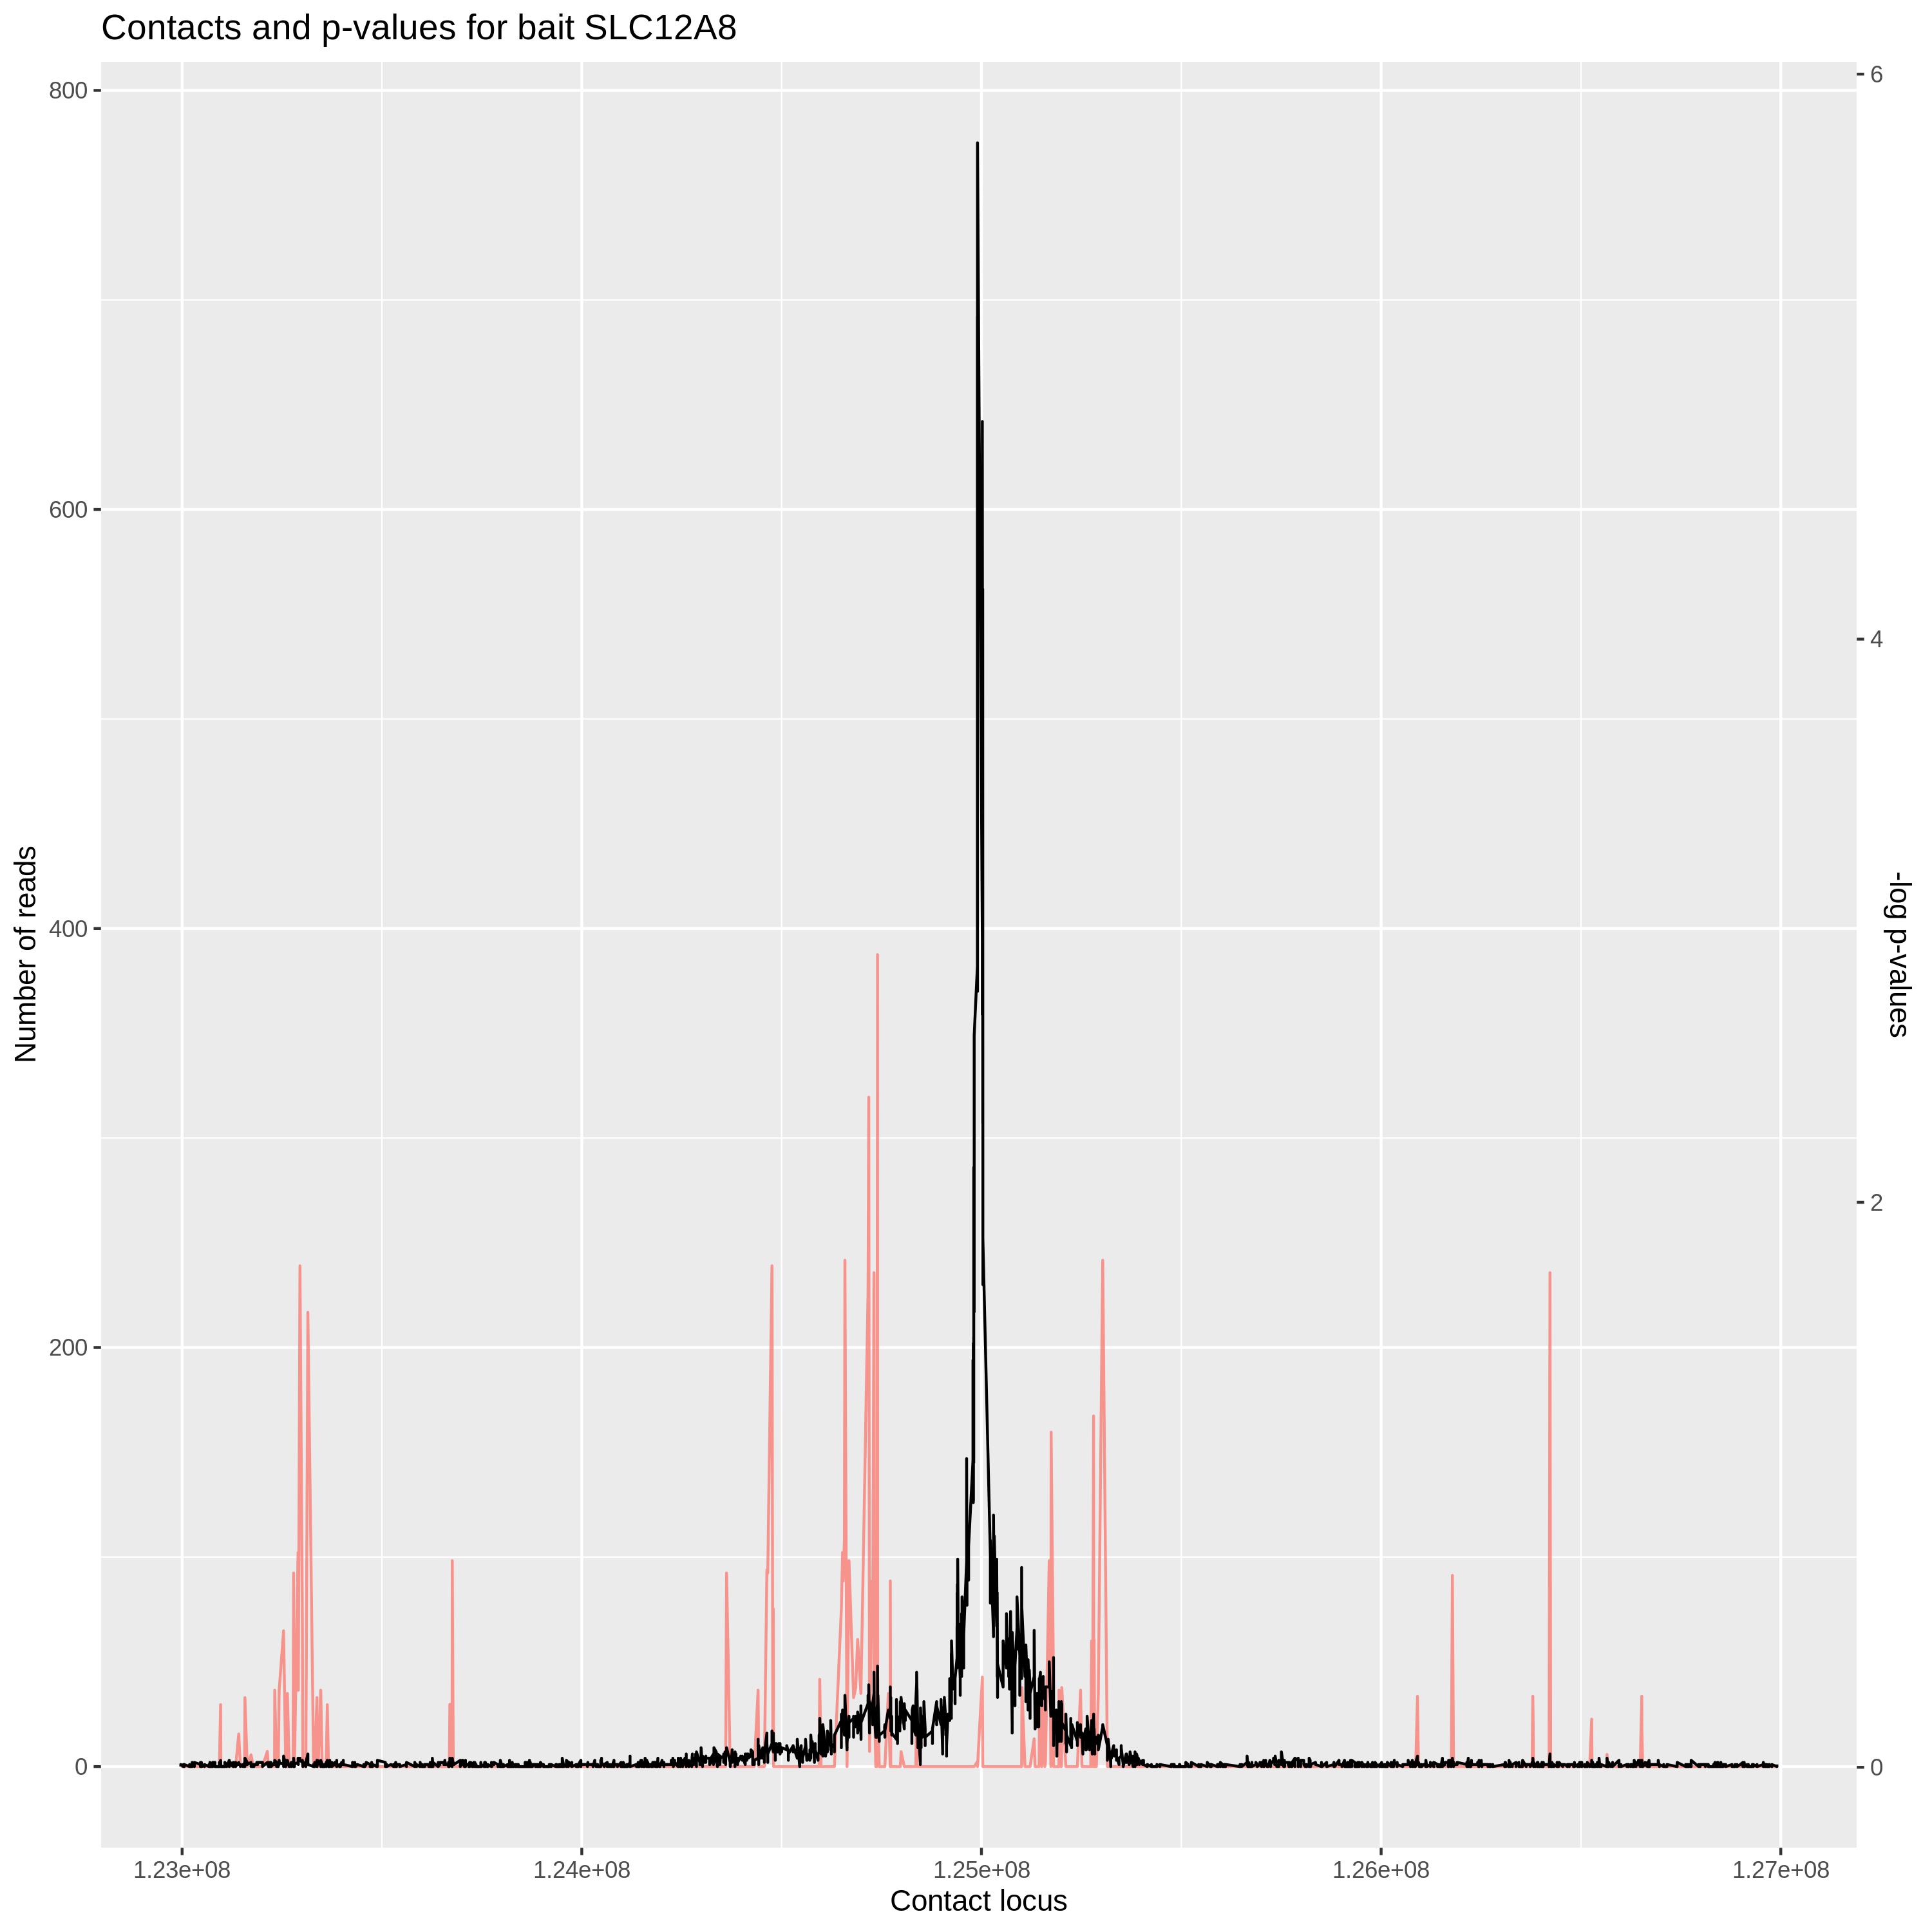 Contacts and p-values for bait SLC12A8
800
600
400
200
0
Number of reads
6
4
2
0
-log p-values
1.23e+08 1.24e+08 1.25e+08 1.26e+08 1.27e+08
Contact locus